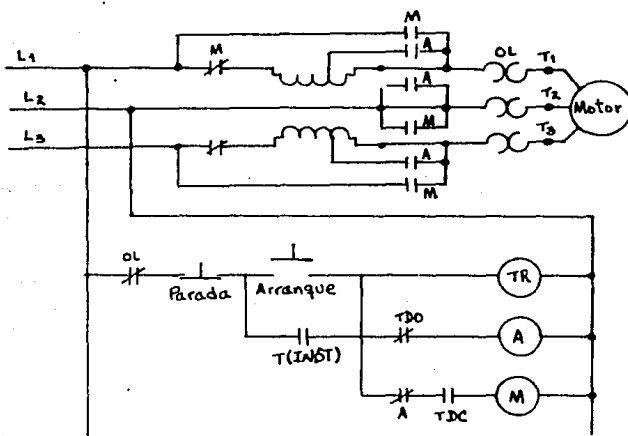 M
A
L1
M
OL
T1
A
L2
T2
Motor
M
L3
T3
A
M
OL
Parada
Arranque
TR
T(INST)
TDO
A
A
TDC
M